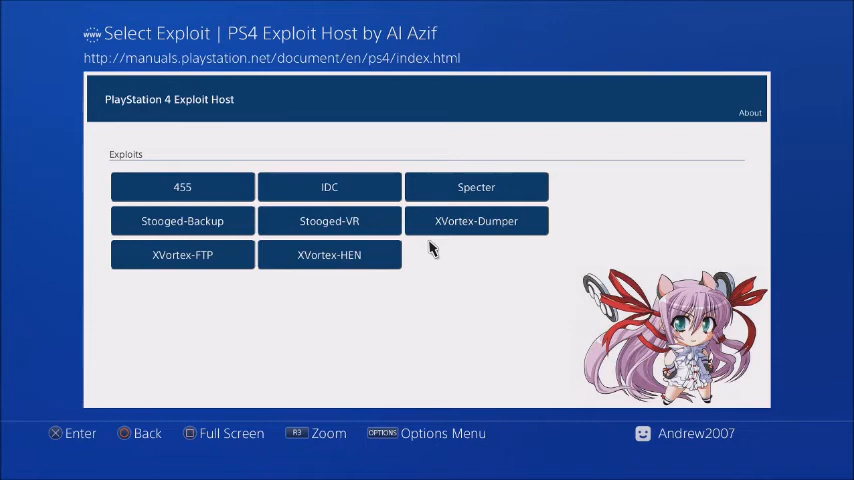 www Select Exploit | PS4 Exploit Host by Al Azif
http://manuals.playstation.net/document/en/ps4/index.html
PlayStation 4 Exploit Host
About
Exploits
455 IDC Specter
Stooged-Backup Stooged-VR XVortex-Dumper
XVortex-FTP XVortex-HEN
Enter Back Full Screen R3 Zoom OPTIONS Options Menu Andrew2007